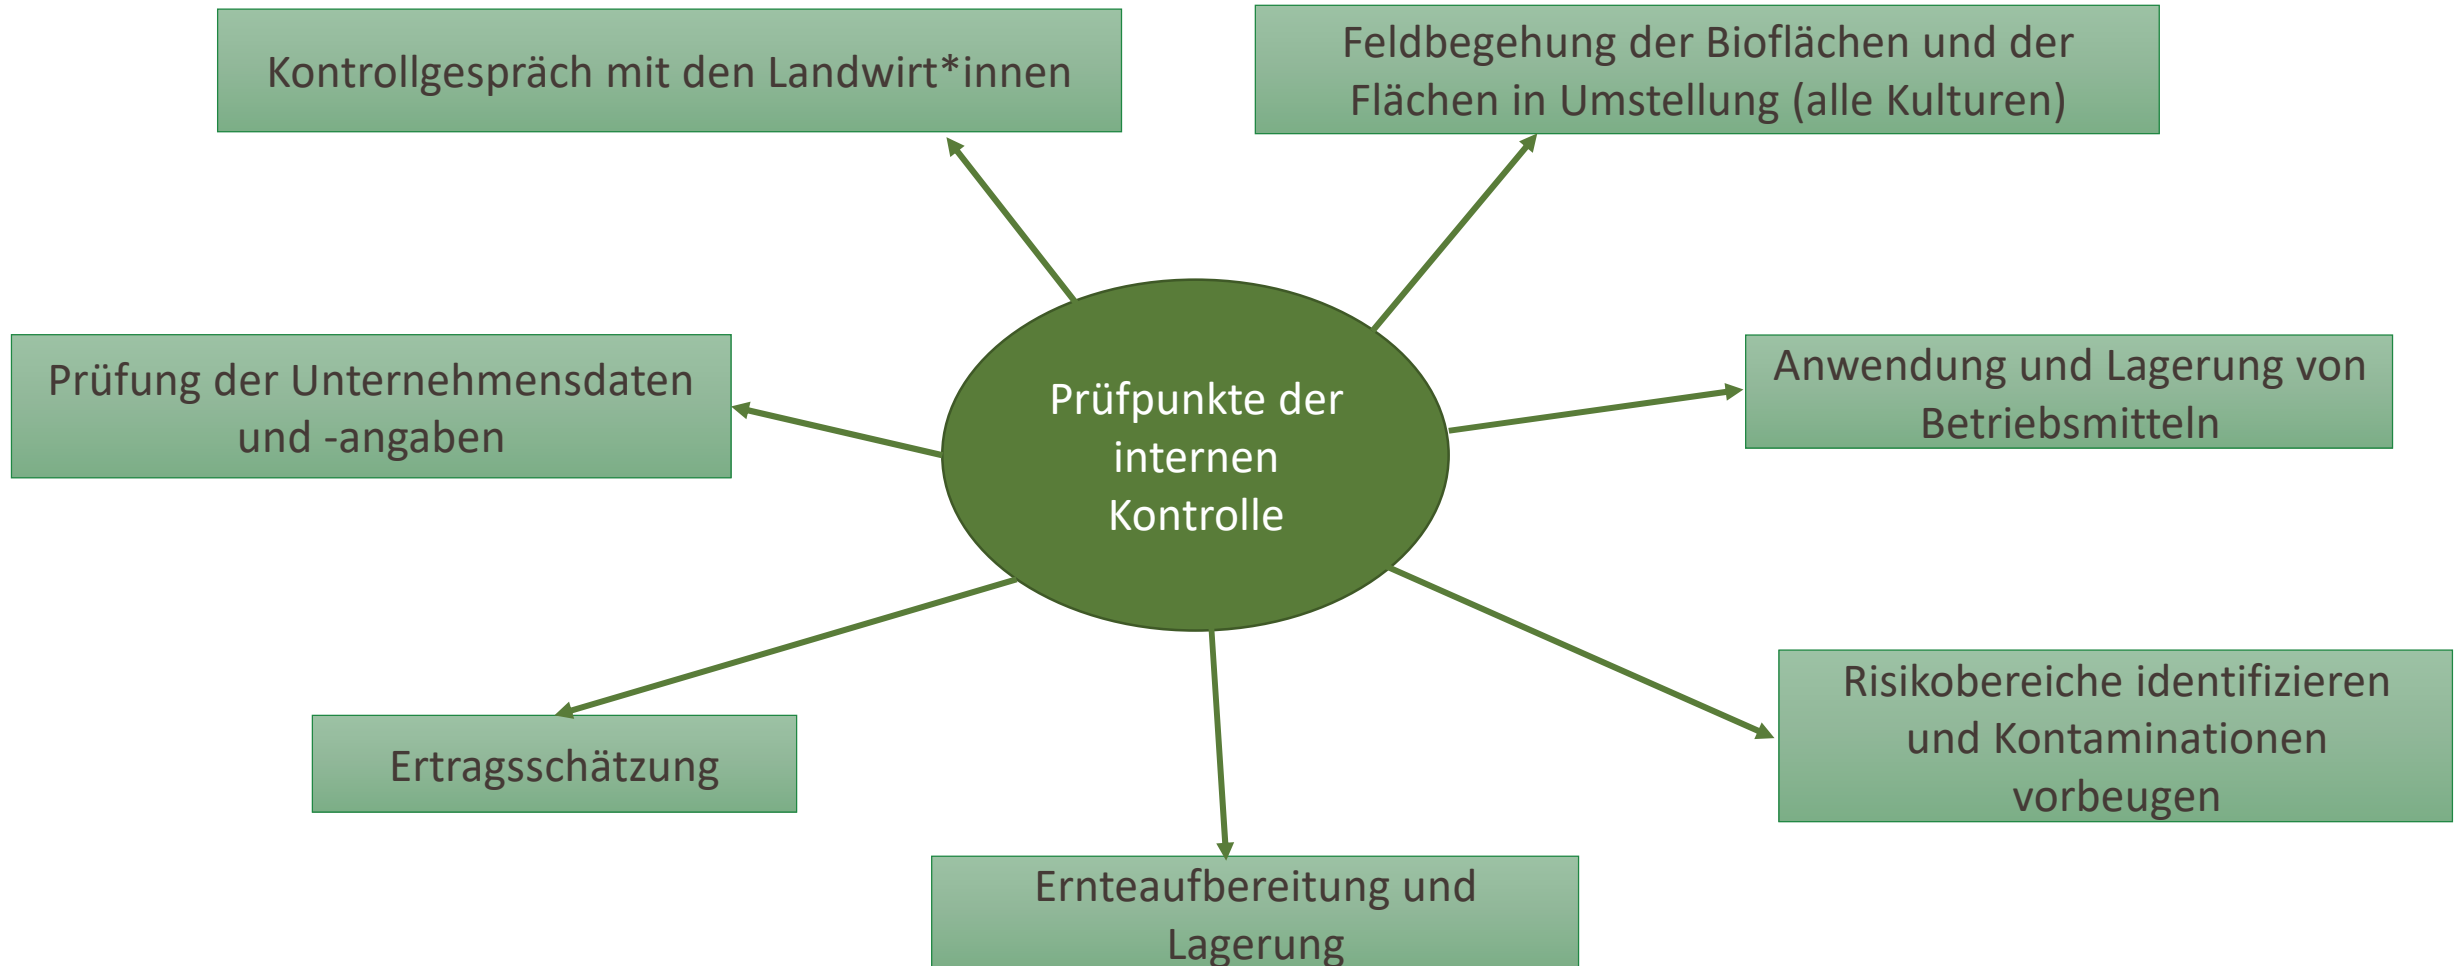 Kontrollgespräch mit den Landwirt*innen
Feldbegehung der Bioflächen und der
Flächen in Umstellung (alle Kulturen)
Prüfung der Unternehmensdaten
und -angaben
Prüfpunkte der
internen
Kontrolle
Anwendung und Lagerung von
Betriebsmitteln
Ertragsschätzung
Risikobereiche identifizieren
und Kontaminationen
vorbeugen
Ernteaufbereitung und
Lagerung